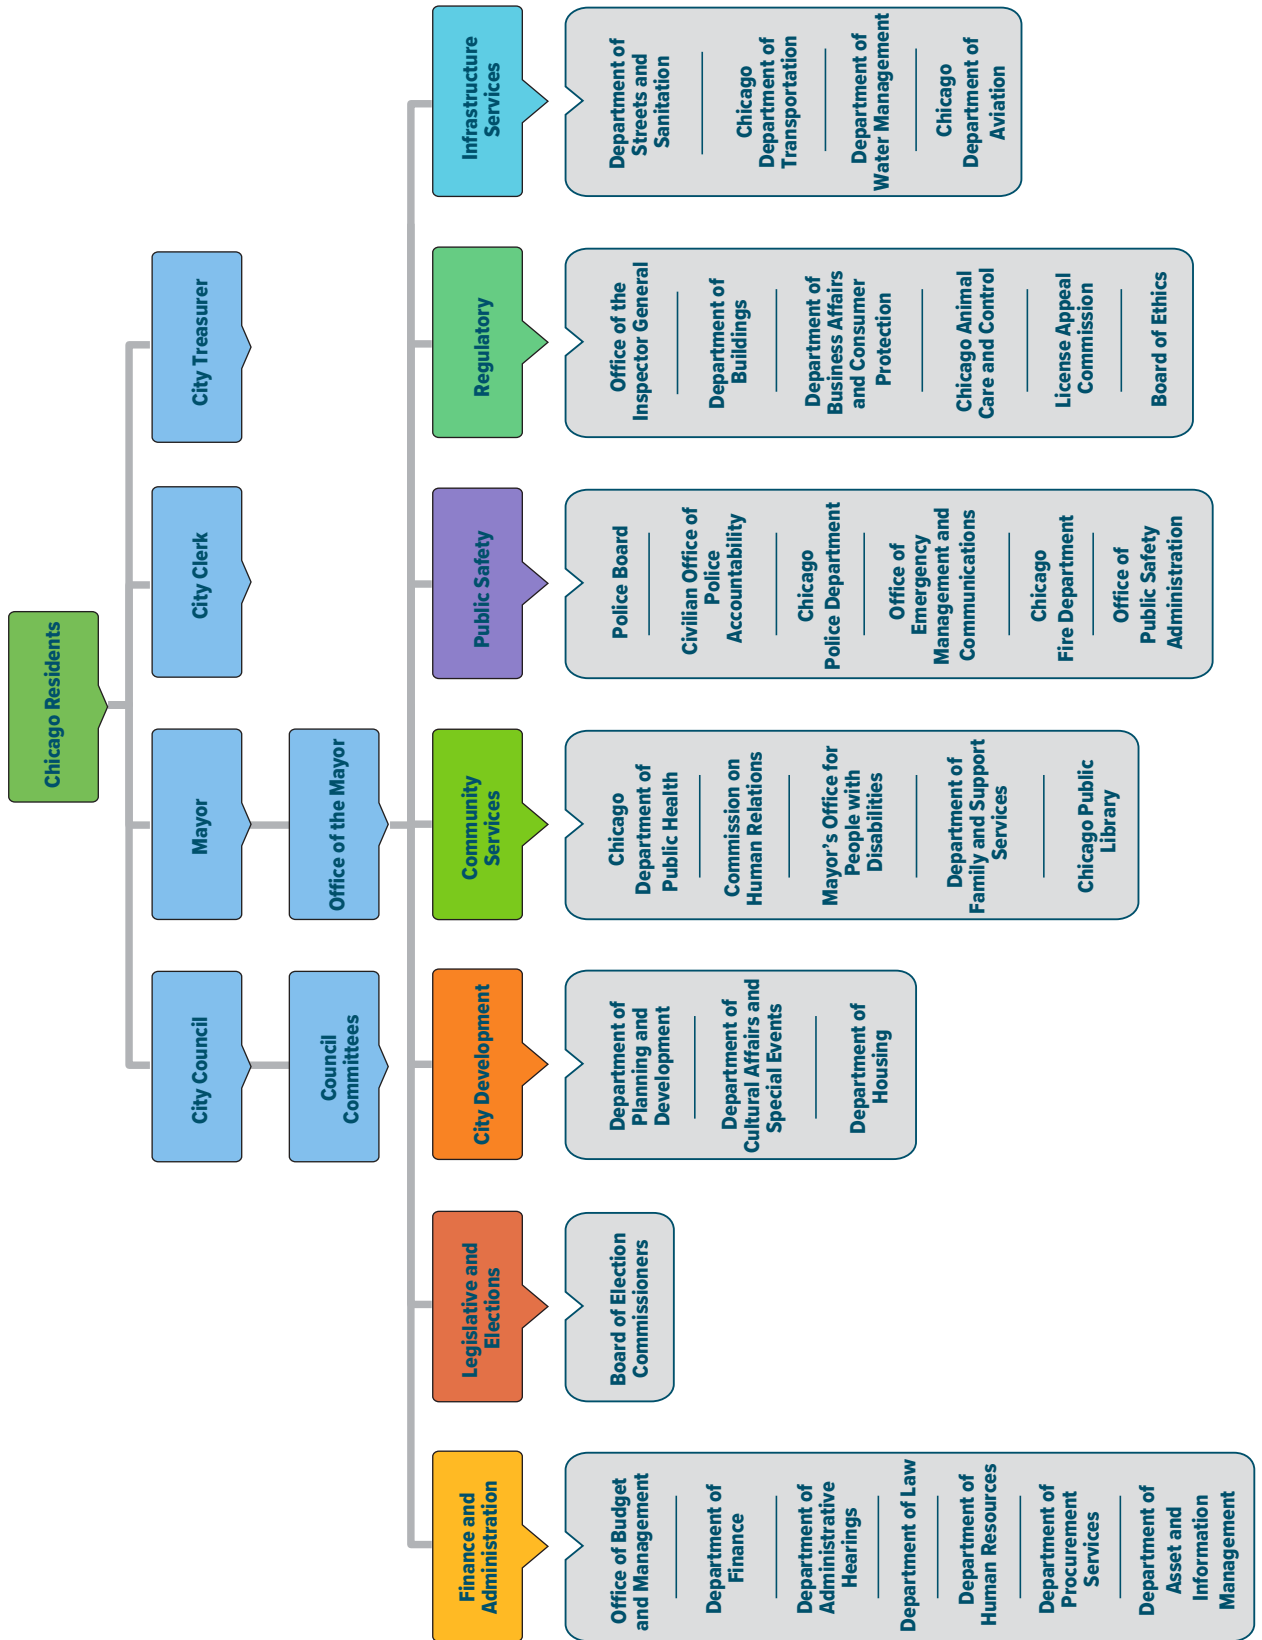 Chicago Residents
City Council
Mayor
City Clerk
City Treasurer
Council
Committees
Office of the Mayor
Finance and
Administration
Office of Budget
and Management
Department of
Finance
Department of
Administrative
Hearings
Department of Law
Department of
Human Resources
Department of
Procurement
Services
Department of
Asset and
Information
Management
Legislative and
Elections
Board of Election
Commissioners
City Development
Department of
Planning and
Development
Department of
Cultural Affairs and
Special Events
Department of
Housing
Community
Services
Chicago
Department of
Public Health
Commission on
Human Relations
Mayor's Office for
People with
Disabilities
Department of
Family and Support
Services
Chicago Public
Library
Public Safety
Police Board
Civilian Office of
Police
Accountability
Chicago
Police Department
Office of
Emergency
Management and
Communications
Chicago
Fire Department
Office of
Public Safety
Administration
Regulatory
Office of the
Inspector General
Department of
Buildings
Department of
Business Affairs
and Consumer
Protection
Chicago Animal
Care and Control
License Appeal
Commission
Board of Ethics
Infrastructure
Services
Department of
Streets and
Sanitation
Chicago
Department of
Transportation
Department of
Water Management
Chicago
Department of
Aviation